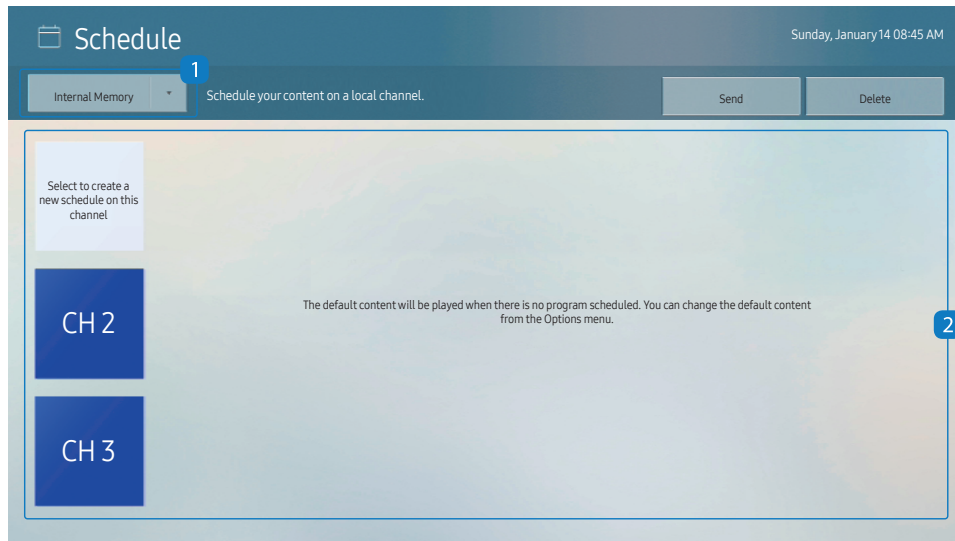 Schedule
Sunday, January 14 08:45 AM
1
Internal Memory
Schedule your content on a local channel.
Send
Delete
Select to create a
new schedule on this
channel
CH 2
The default content will be played when there is no program scheduled. You can change the default content
from the Options menu.
2
CH 3